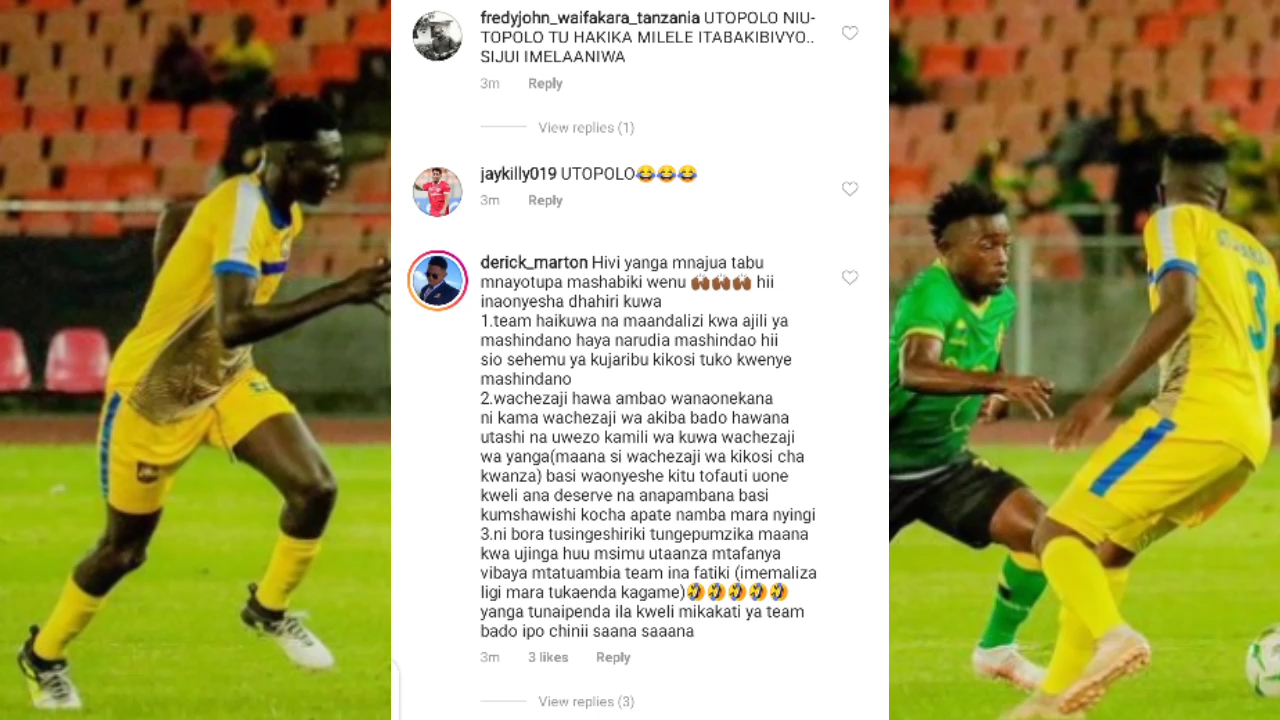 fredyjohn_waifakara_tanzania UTOPOLO NIU-
TOPOLO TU HAKIKA MILELE ITABAKIBIVYO..
SIJUI IMELAANIWA
3m Reply
View replies (1)
jaykilly019 UTOPOLO😂😂😂
3m Reply
derick_marton Hivi yanga mnajua tabu
mnayotupa mashabiki wenu 🙌🏾🙌🏾🙌🏾 hii
inaonyesha dhahiri kuwa
1.team haikuwa na maandalizi kwa ajili ya
mashindano haya narudia mashindao hii
sio sehemu ya kujaribu kikosi tuko kwenye
mashindano
2.wachezaji hawa ambao wanaonekana
ni kama wachezaji wa akiba bado hawana
utashi na uwezo kamili wa kuwa wachezaji
wa yanga(maana si wachezaji wa kikosi cha
kwanza) basi waonyeshe kitu tofauti uone
kweli ana deserve na anapambana basi
kumshawishi kocha apate namba mara nyingi
3.ni bora tusingeshiriki tungepumzika maana
kwa ujinga huu msimu utaanza mtafanya
vibaya mtatuambia team ina fatiki (imemaliza
ligi mara tukaenda kagame)🤣🤣🤣🤣🤣
yanga tunaipenda ila kweli mikakati ya team
bado ipo chinii saana saaana
3m 3 likes Reply
View replies (3)
3